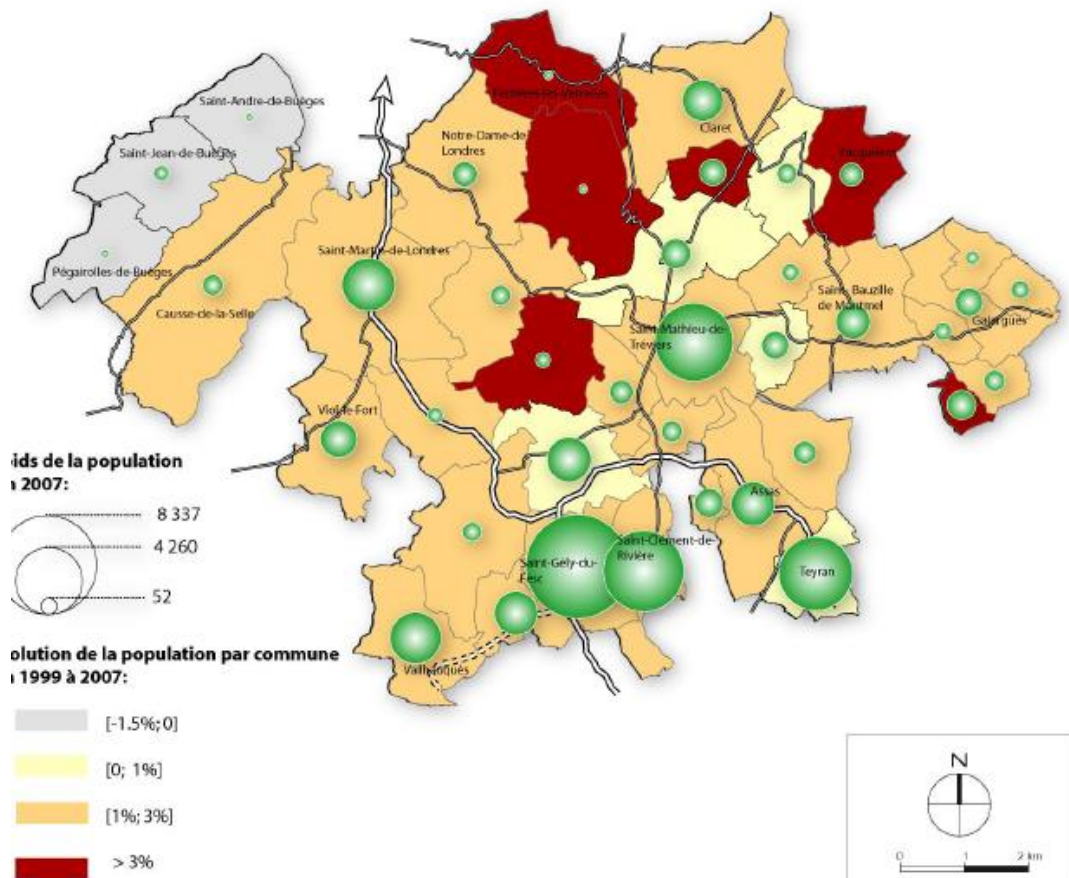 Saint-Andre-de-Buèges
Saint-Jean-de-Buèges
Pégairolles-de-Buèges
Causse-de-la-Selle
Notre-Dame-de-
Londres
Claret
Saint-Martin-de-Londres
Saint-Mathieu-de-
Tréviers
Saint- Bauzille
de Montmel
Galargues
Viol-le-Fort
Assas
Saint-Clément-de-
Rivière
Saint-Gély-du-
Fesc
Teyran
Vailhauquès
oids de la population
n 2007:
8 337
4 260
52
olution de la population par commune
n 1999 à 2007:
[-1.5%; 0]
[0; 1%]
[1%; 3%]
> 3%
N
0 1 2 km